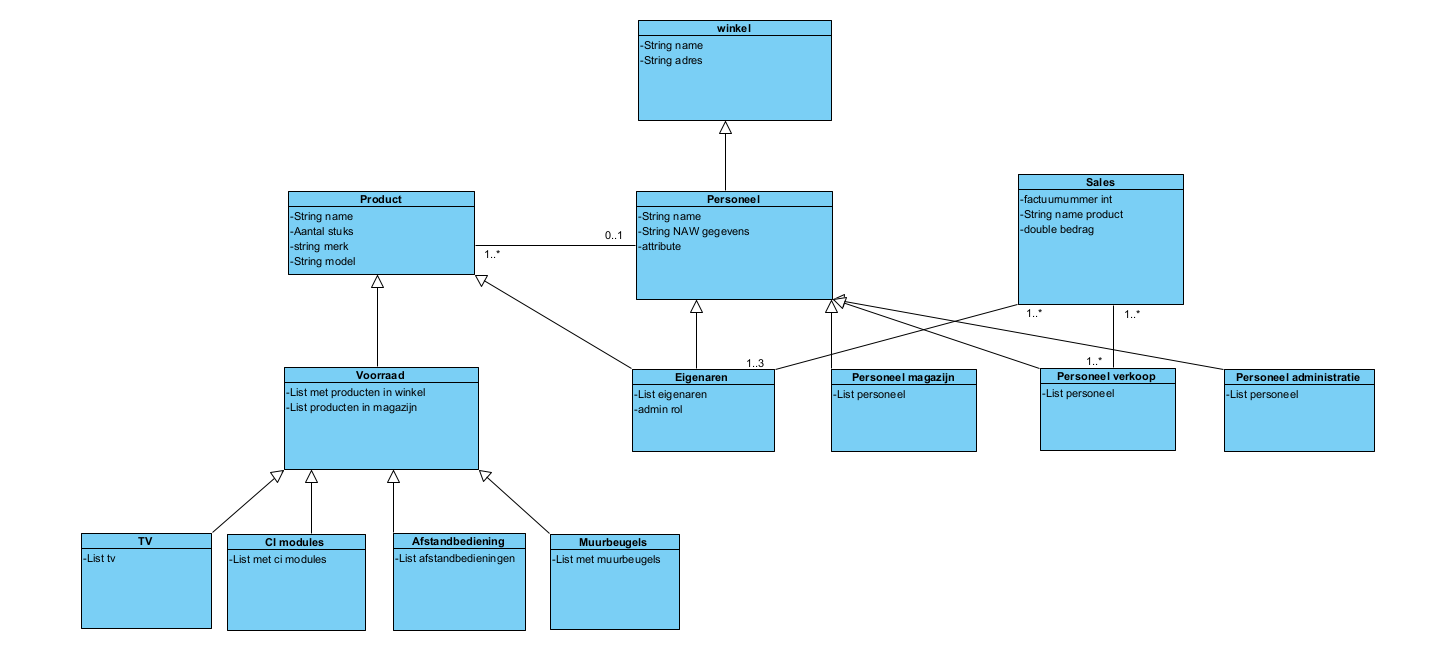 winkel
-String name
-String adres
Product
-String name
-Aantal stuks
-string merk
-String model
1..*
0..1
Personeel
-String name
-String NAW gegevens
-attribute
Sales
-factuurnummer int
-String name product
-double bedrag
1..*
1..*
1..3
1..*
Voorraad
-List met producten in winkel
-List producten in magazijn
Eigenaren
-List eigenaren
-admin rol
Personeel magazijn
-List personeel
Personeel verkoop
-List personeel
Personeel administratie
-List personeel
TV
-List tv
CI modules
-List met ci modules
Afstandbediening
-List afstandbedieningen
Muurbeugels
-List met muurbeugels